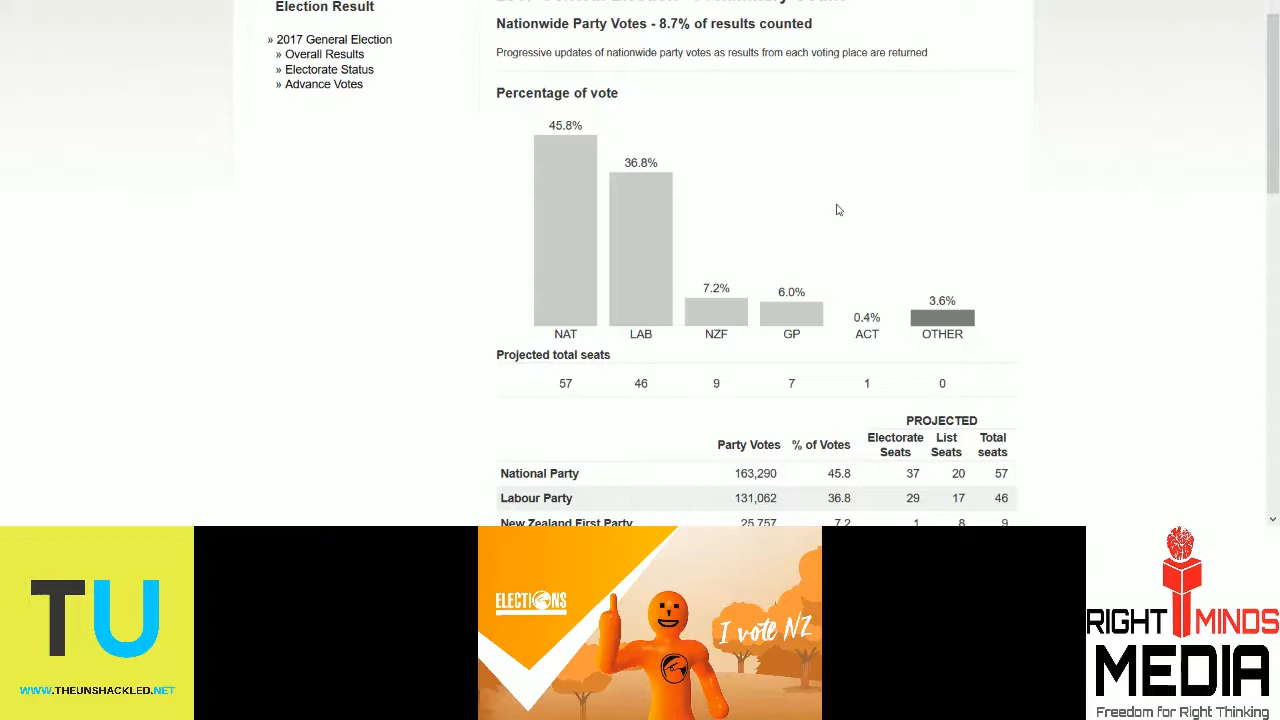 Election Result
» 2017 General Election
» Overall Results
» Electorate Status
» Advance Votes
Nationwide Party Votes - 8.7% of results counted
Progressive updates of nationwide party votes as results from each voting place are returned
Percentage of vote
45.8%
36.8%
7.2%
6.0%
0.4%
3.6%
NAT LAB NZF GP ACT OTHER
Projected total seats
57 46 9 7 1 0
PROJECTED
Party Votes % of Votes Electorate Seats List Seats Total seats
National Party 163,290 45.8 37 20 57
Labour Party 131,062 36.8 29 17 46
New Zealand First Party 25,757 7.2 1 8 9
TU
WWW.THEUNSHACKLED.NET
ELECTIONS
I vote NZ
RIGHT MINDS
MEDIA
Freedom for Right Thinking